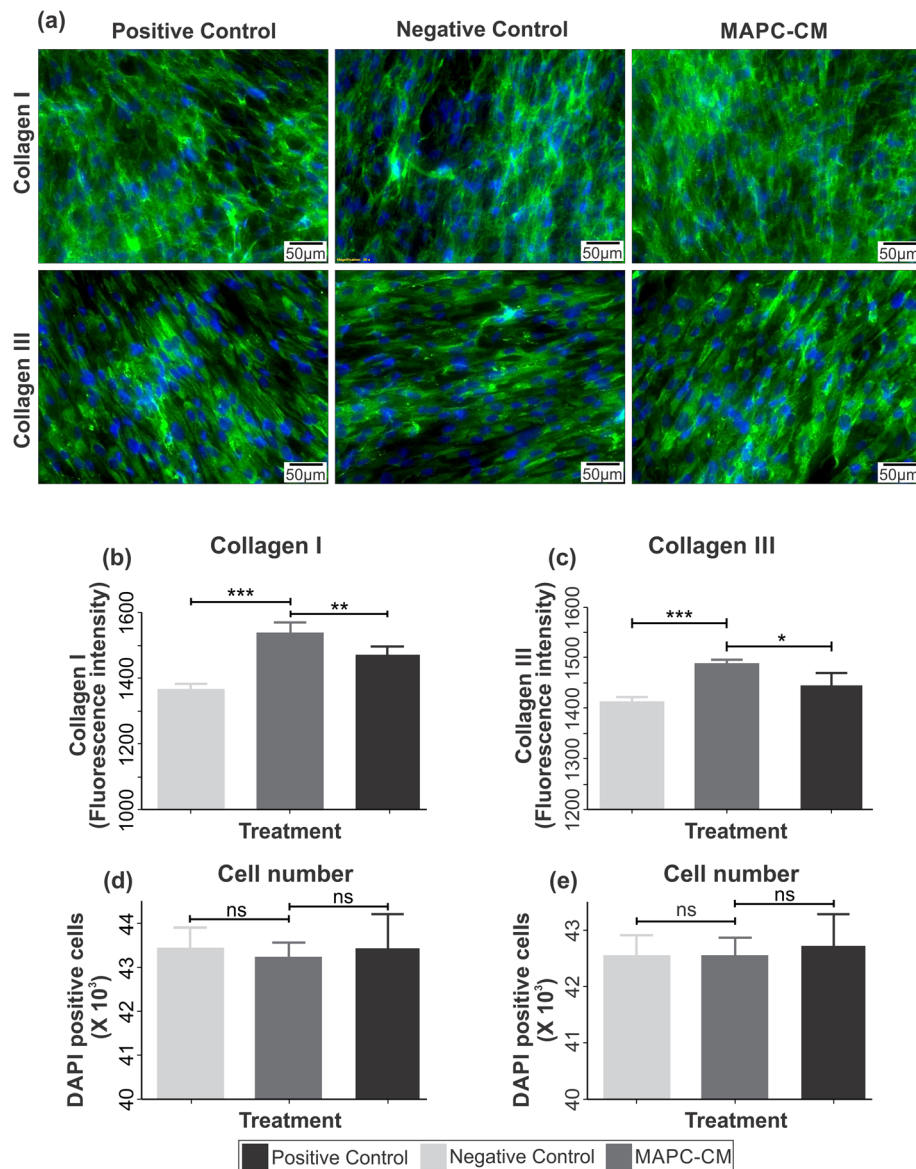 (a)
Positive Control
Negative Control
MAPC-CM
Collagen I
50µm
50µm
50µm
Collagen III
50µm
50µm
50µm
(b)
Collagen I
Collagen I
(Fluorescence intensity)
1600
1400
1200
1000
***
**
Treatment
(c)
Collagen III
Collagen III
(Fluorescence intensity)
1600
1500
1400
1300
1200
***
*
Treatment
(d)
Cell number
DAPI positive cells
(X 10³)
44
43
42
41
40
ns
ns
Treatment
(e)
Cell number
DAPI positive cells
(X 10³)
43
42
41
40
ns
ns
Treatment
Positive Control
Negative Control
MAPC-CM